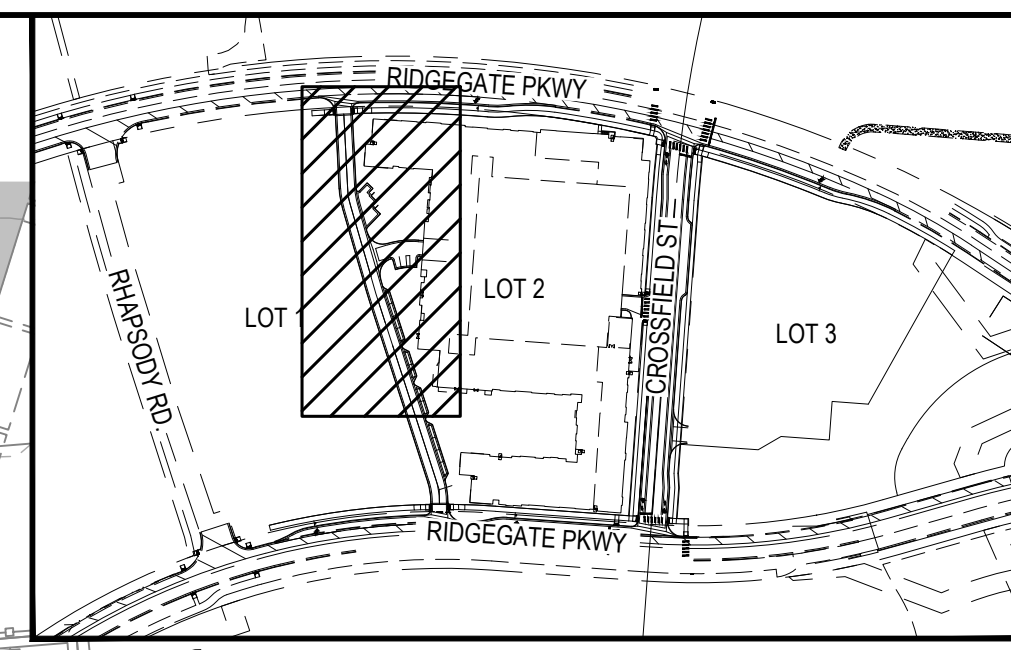 RIDGEGATE PKWY
RHAPSODY RD.
LOT 1
LOT 2
CROSSFIELD ST
LOT 3
RIDGEGATE PKWY